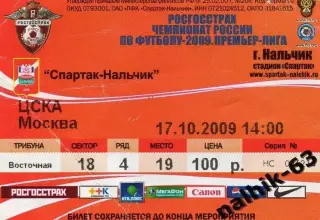 РОСГОССТРАХ
ЧЕМПИОНАТ РОССИИ
ПО ФУТБОЛУ-2009. ПРЕМЬЕР-ЛИГА
г. Нальчик
стадион «Спартак»
www.spartak-nalchik.ru
"Спартак-Нальчик"
ЦСКА
Москва
17.10.2009 14:00
ТРИБУНА СЕКТОР РЯД МЕСТО ЦЕНА Серия №
Восточная 18 4 19 100 р. НС
РОСГОССТРАХ
МегаФон
Canon
nalhik-63
БИЛЕТ СОХРАНЯЕТСЯ ДО КОНЦА МЕРОПРИЯТИЯ